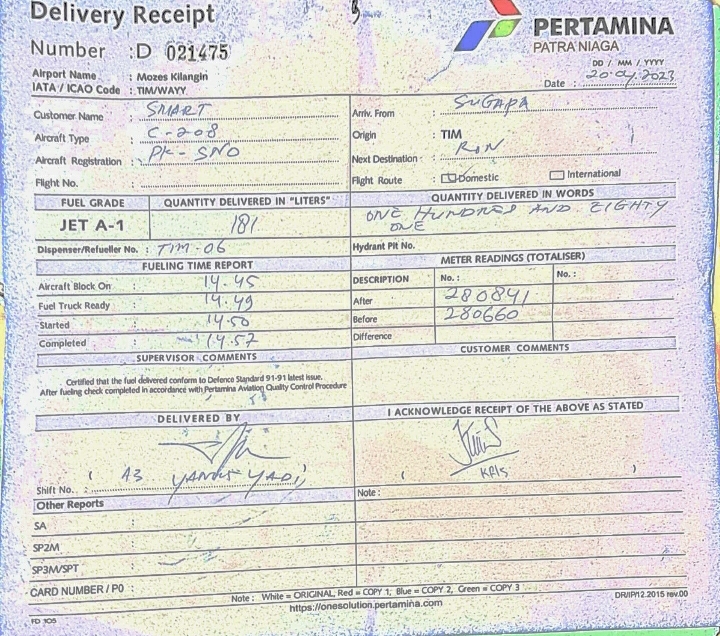 Delivery Receipt
PERTAMINA
PATRA NIAGA
Number : D 021475
DD / MM / YYYY
Date : 20-04-2023
Airport Name : Mozes Kilangin
IATA / ICAO Code : TIM/WAYY
Customer Name : SMART
Arriv. From : SUGAPA
Aircraft Type : C-208
Origin : TIM
Aircraft Registration : PK-SNO
Next Destination : RON
Flight No. :
Flight Route : Domestic International
FUEL GRADE QUANTITY DELIVERED IN "LITERS" QUANTITY DELIVERED IN WORDS
JET A-1 181 ONE HUNDRED AND EIGHTY
ONE
Dispenser/Refueller No. : TIM-06 Hydrant Pit No.
FUELING TIME REPORT METER READINGS (TOTALISER)
Aircraft Block On : 14.45 DESCRIPTION No. : No. :
Fuel Truck Ready : 14.49 After 280841
Started : 14.50 Before 280660
Completed : 14.57 Difference
SUPERVISOR COMMENTS CUSTOMER COMMENTS
Certified that the fuel delivered conform to Defence Standard 91-91 latest issue.
After fueling check completed in accordance with Pertamina Aviation Quality Control Procedure
DELIVERED BY I ACKNOWLEDGE RECEIPT OF THE ABOVE AS STATED
( A3 YADI ) ( KRIS )
Shift No. :
Note :
Other Reports
SA
SP2M
SP3M/SPT
CARD NUMBER / PO :
Note : White = ORIGINAL, Red = COPY 1, Blue = COPY 2, Green = COPY 3
https://onesolution.pertamina.com
DR/IP/12.2015 rev.00
FD 305